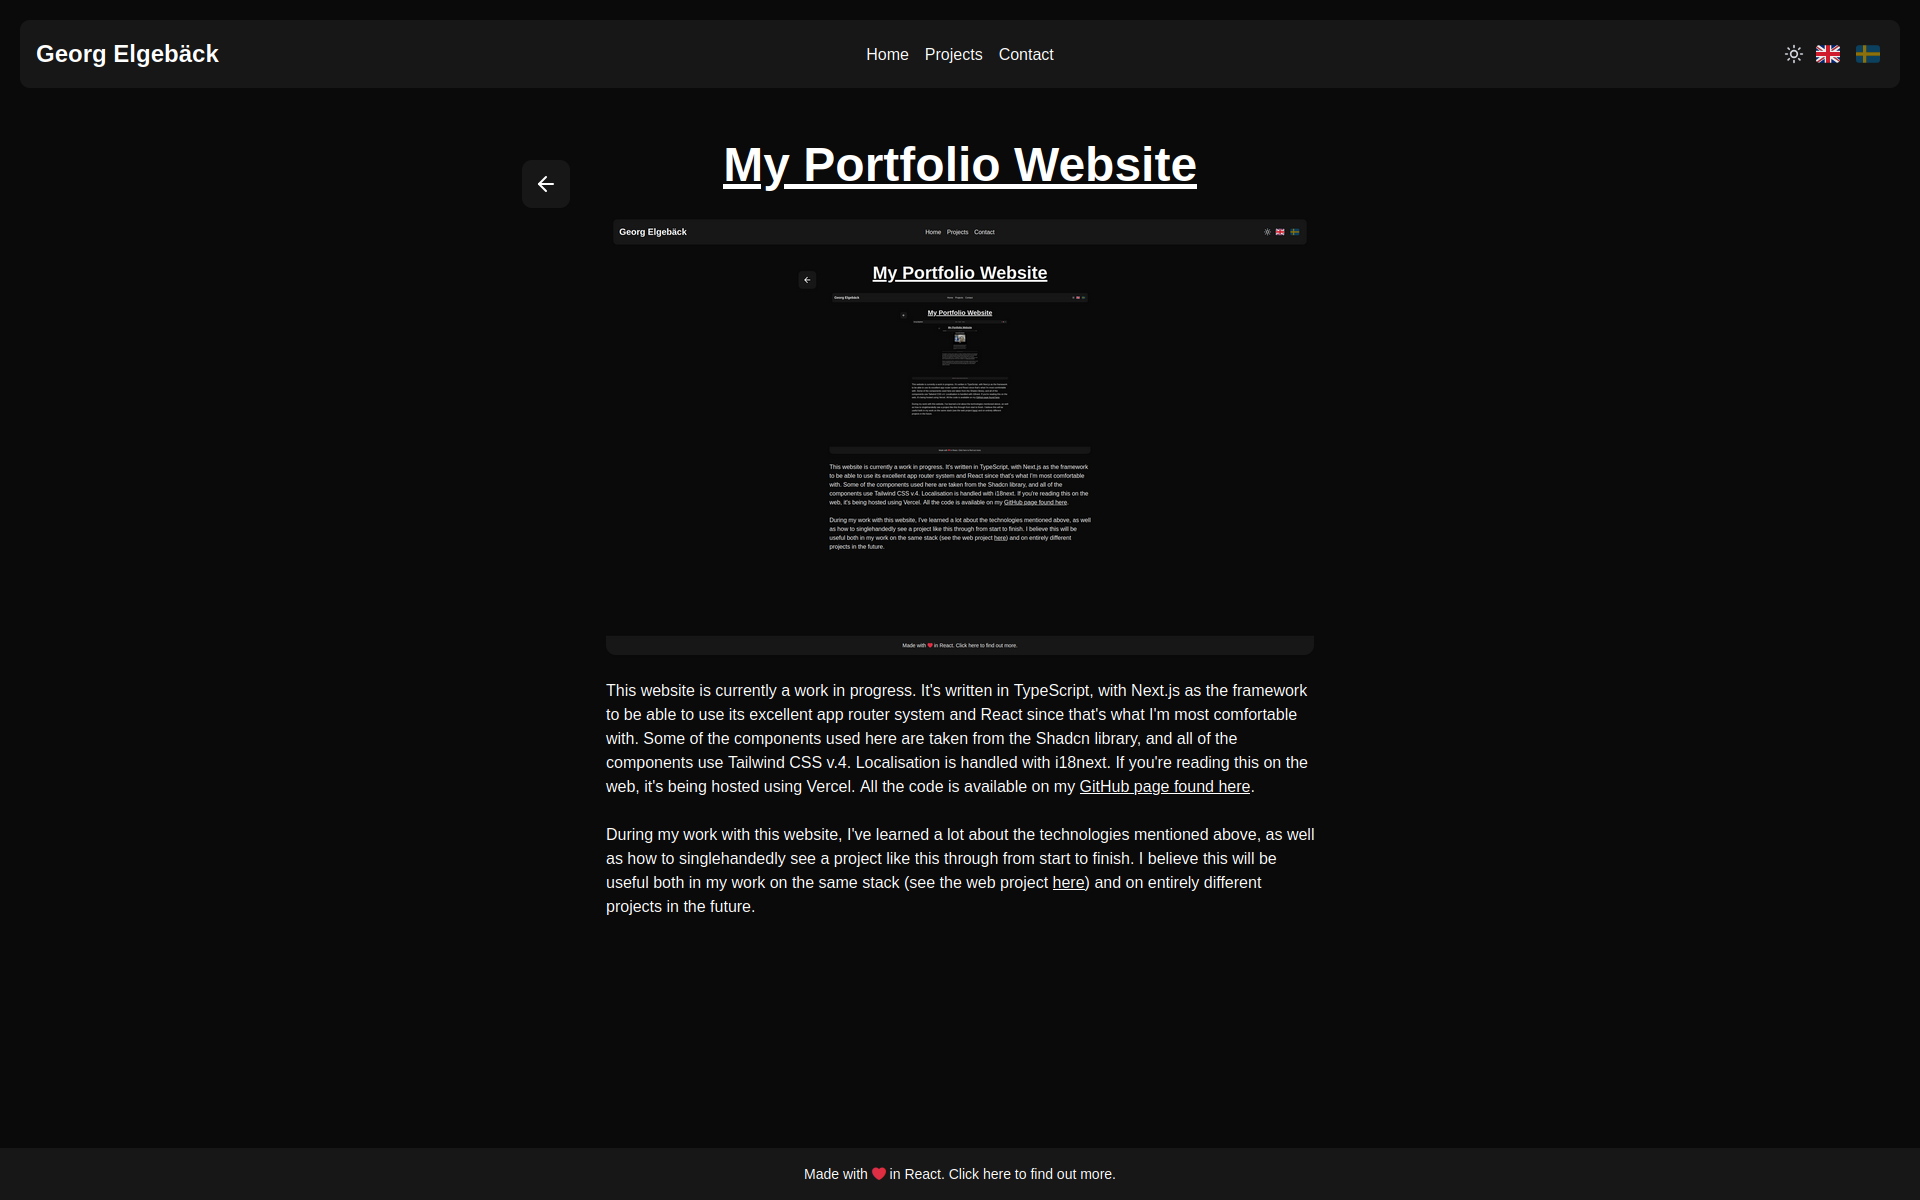 Georg Elgebäck
Home Projects Contact
My Portfolio Website
Georg Elgebäck
Home Projects Contact
My Portfolio Website
Georg Elgebäck
Home Projects Contact
My Portfolio Website
My Portfolio Website
This website is currently a work in progress. It's written in TypeScript, with Next.js as the framework
to be able to use its excellent app router system and React since that's what I'm most comfortable
with. Some of the components used here are taken from the Shadcn library, and all of the
components use Tailwind CSS v.4. Localisation is handled with i18next. If you're reading this on the
web, it's being hosted using Vercel. All the code is available on my GitHub page found here.
During my work with this website, I've learned a lot about the technologies mentioned above, as well
as how to singlehandedly see a project like this through from start to finish. I believe this will be
useful both in my work on the same stack (see the web project here) and on entirely different
projects in the future.
Made with ❤️ in React. Click here to find out more.
This website is currently a work in progress. It's written in TypeScript, with Next.js as the framework
to be able to use its excellent app router system and React since that's what I'm most comfortable
with. Some of the components used here are taken from the Shadcn library, and all of the
components use Tailwind CSS v.4. Localisation is handled with i18next. If you're reading this on the
web, it's being hosted using Vercel. All the code is available on my GitHub page found here.
During my work with this website, I've learned a lot about the technologies mentioned above, as well
as how to singlehandedly see a project like this through from start to finish. I believe this will be
useful both in my work on the same stack (see the web project here) and on entirely different
projects in the future.
Made with ❤️ in React. Click here to find out more.